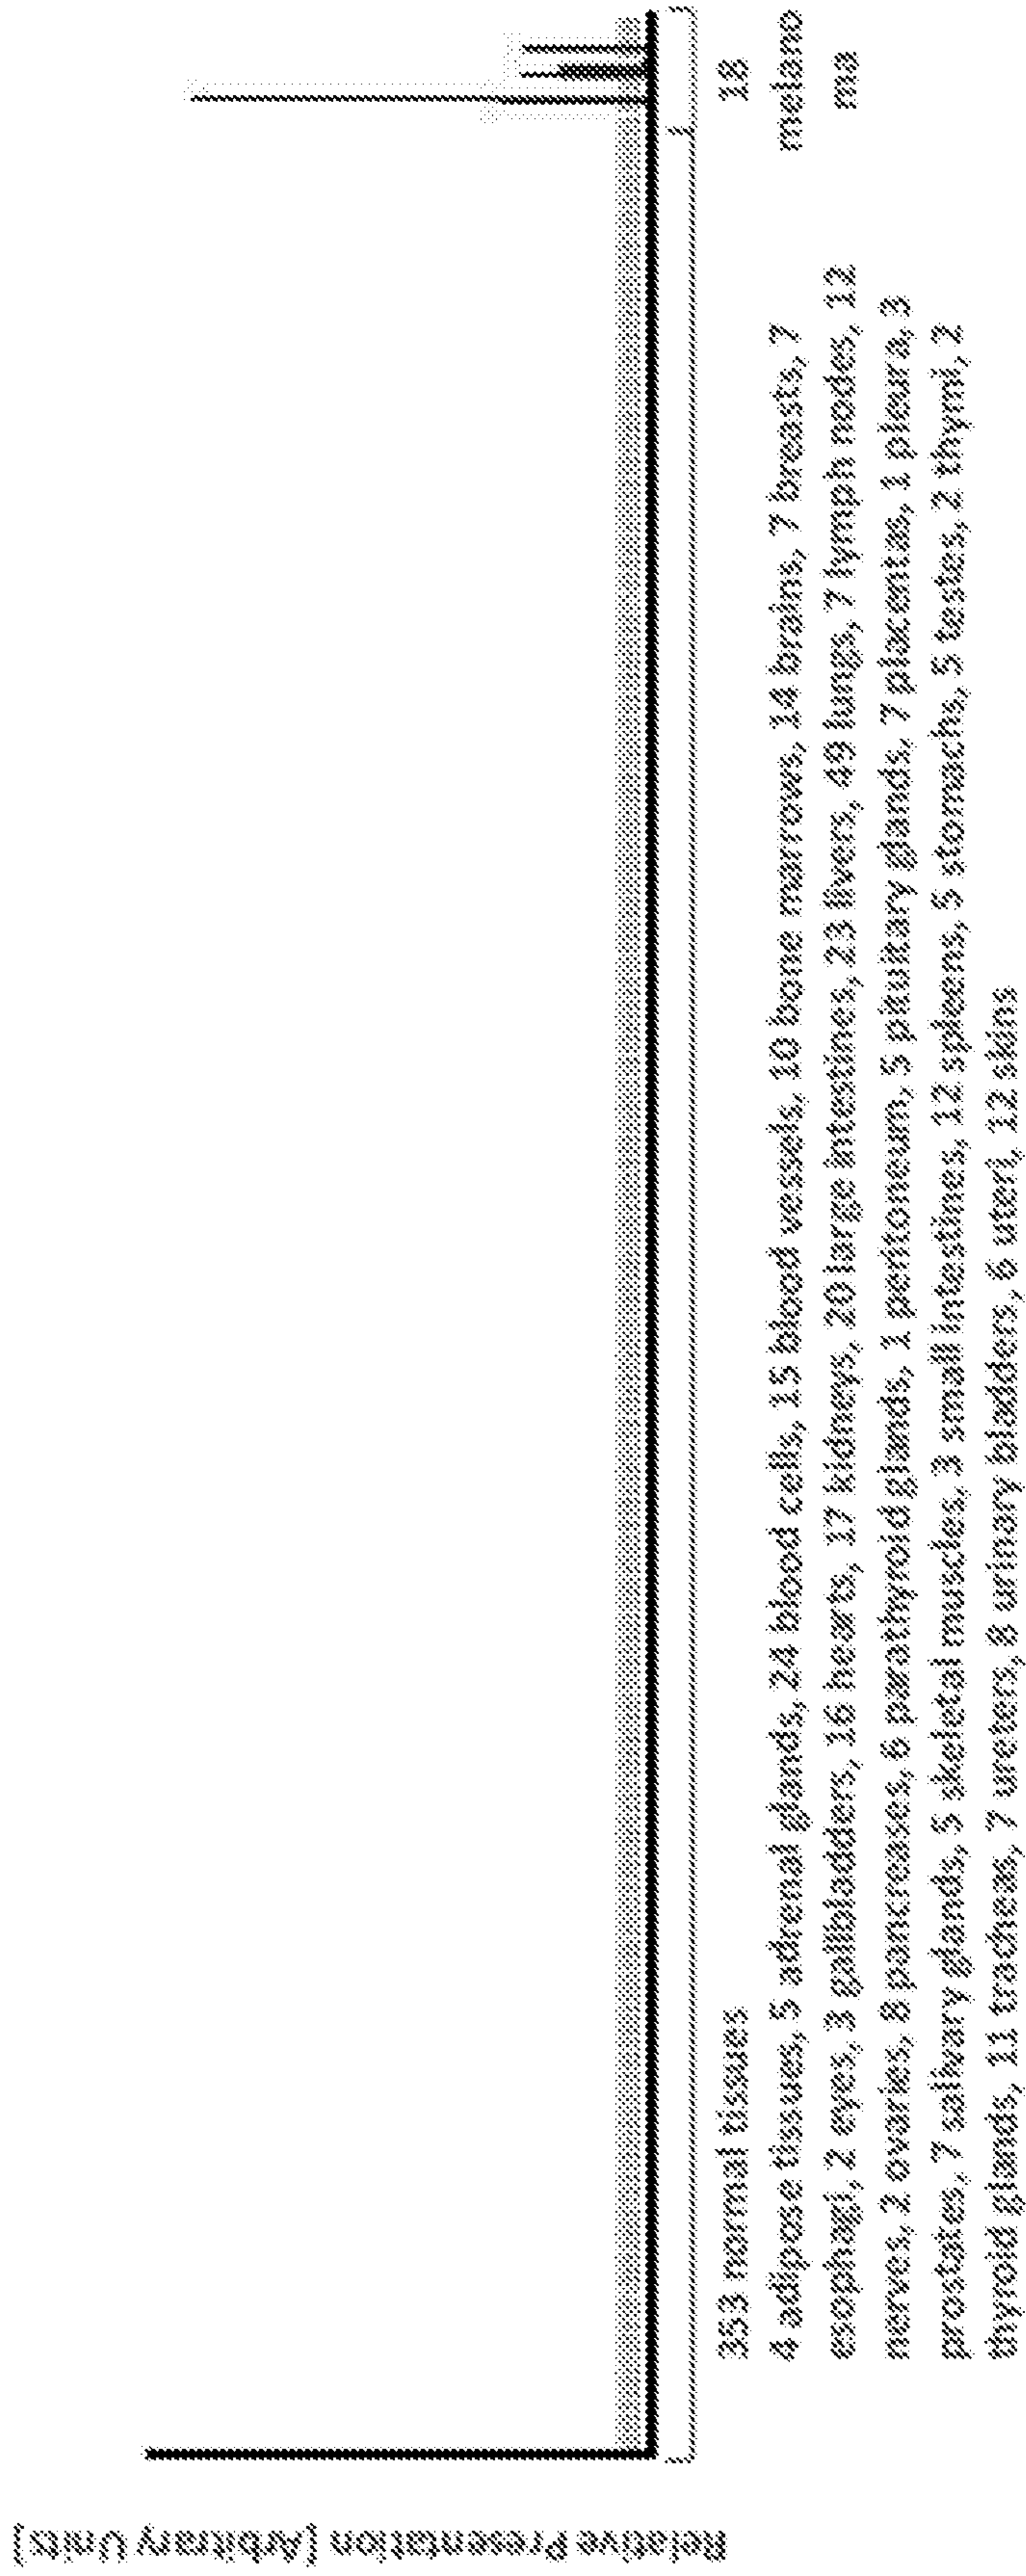 Relative Presentation [Arbitrary Units]
353 normal tissues
4 adipose tissues, 5 adrenal glands, 24 blood cells, 15 blood vessels, 10 bone marrows, 14 brains, 7 breasts, 7
esophagi, 2 eyes, 3 gallbladders, 16 hearts, 17 kidneys, 20 large intestines, 23 livers, 49 lungs, 7 lymph nodes, 12
nerves, 2 ovaries, 8 pancreases, 6 parathyroid glands, 1 peritoneum, 5 pituitary glands, 7 placentas, 1 pleura, 3
prostates, 7 salivary glands, 5 skeletal muscles, 3 small intestines, 12 spleens, 5 stomachs, 5 testes, 2 thymi, 2
thyroid glands, 11 tracheas, 7 ureters, 8 urinary bladders, 6 uteri, 12 skins
18
melano
ma